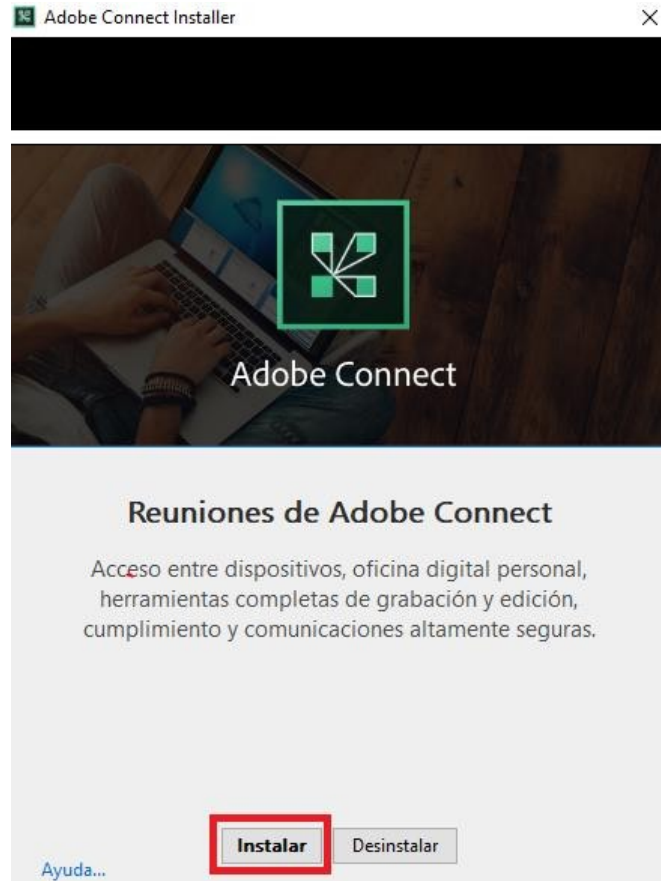 Adobe Connect Installer
Adobe Connect
Reuniones de Adobe Connect
Acceso entre dispositivos, oficina digital personal,
herramientas completas de grabación y edición,
cumplimiento y comunicaciones altamente seguras.
Instalar Desinstalar
Ayuda...